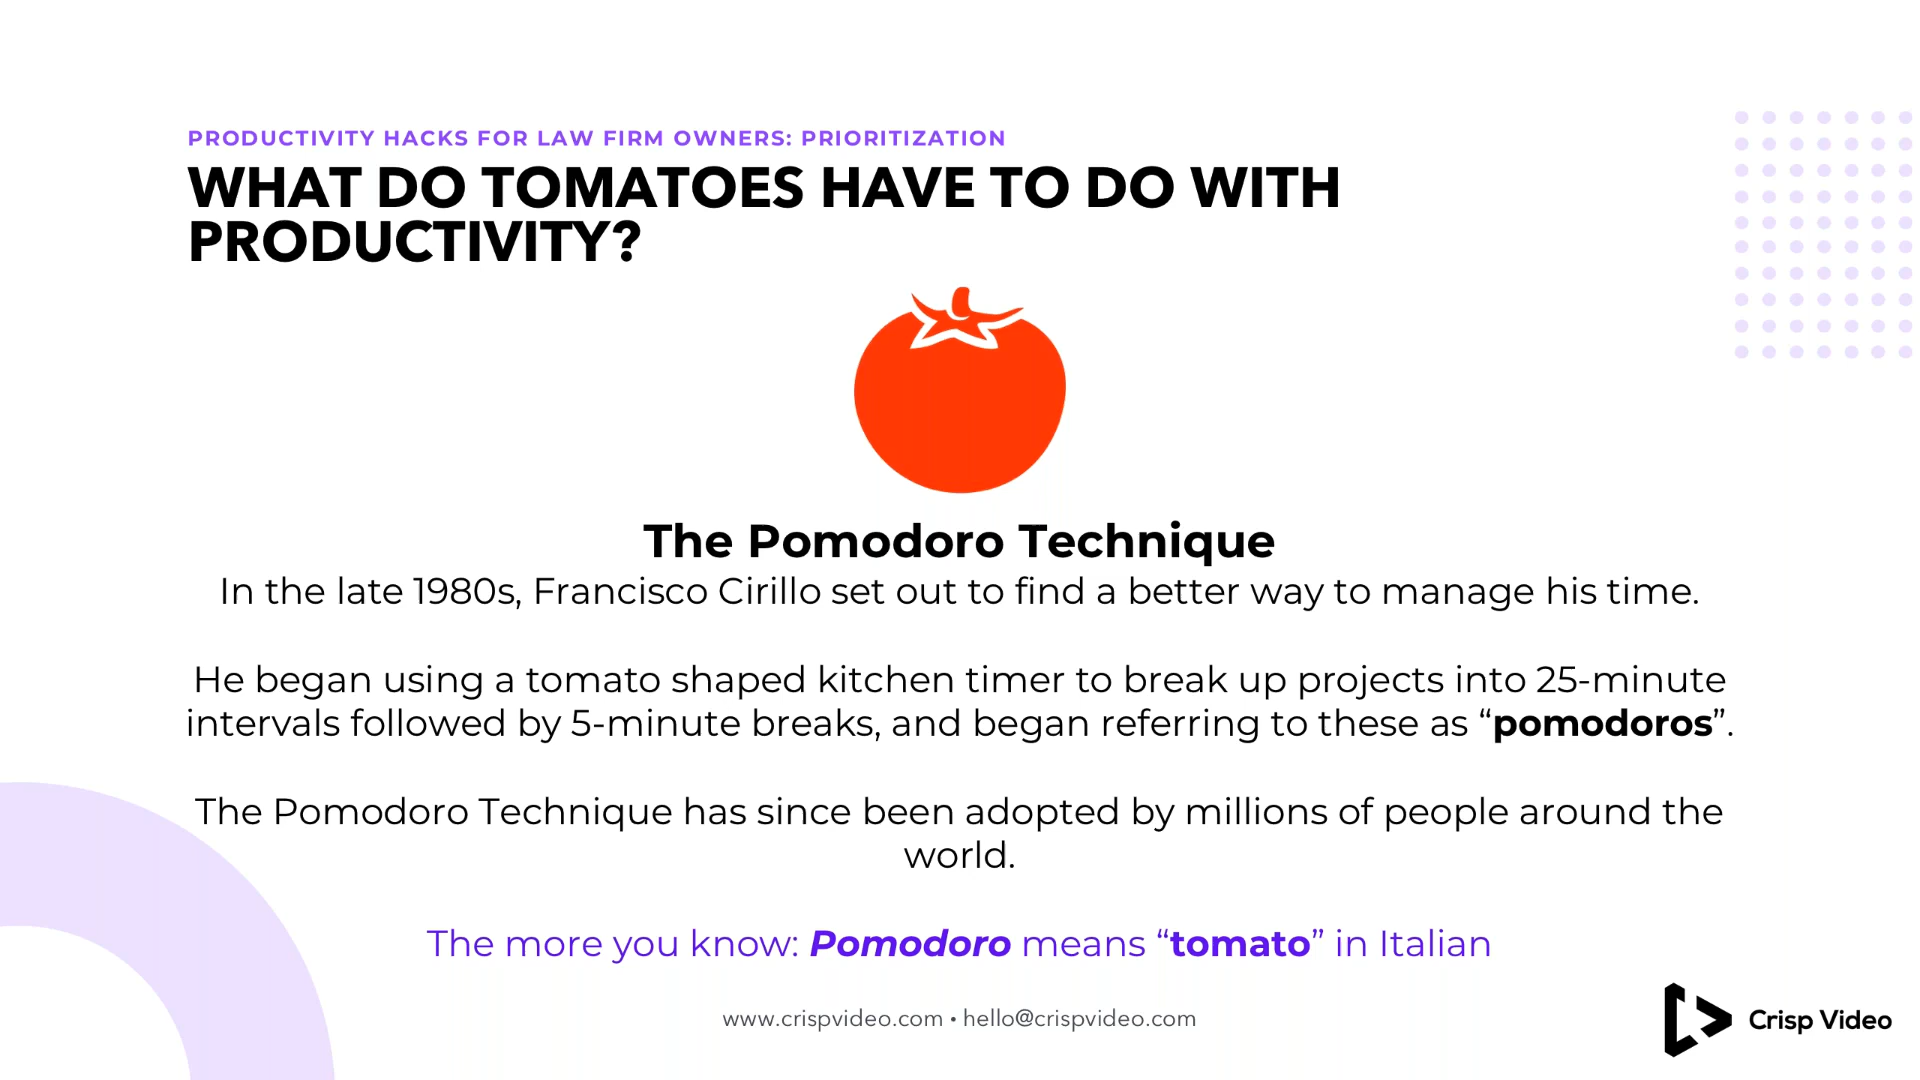 PRODUCTIVITY HACKS FOR LAW FIRM OWNERS: PRIORITIZATION
WHAT DO TOMATOES HAVE TO DO WITH
PRODUCTIVITY?
The Pomodoro Technique
In the late 1980s, Francisco Cirillo set out to find a better way to manage his time.
He began using a tomato shaped kitchen timer to break up projects into 25-minute
intervals followed by 5-minute breaks, and began referring to these as “pomodoros”.
The Pomodoro Technique has since been adopted by millions of people around the
world.
The more you know: Pomodoro means “tomato” in Italian
www.crispvideo.com • hello@crispvideo.com
Crisp Video